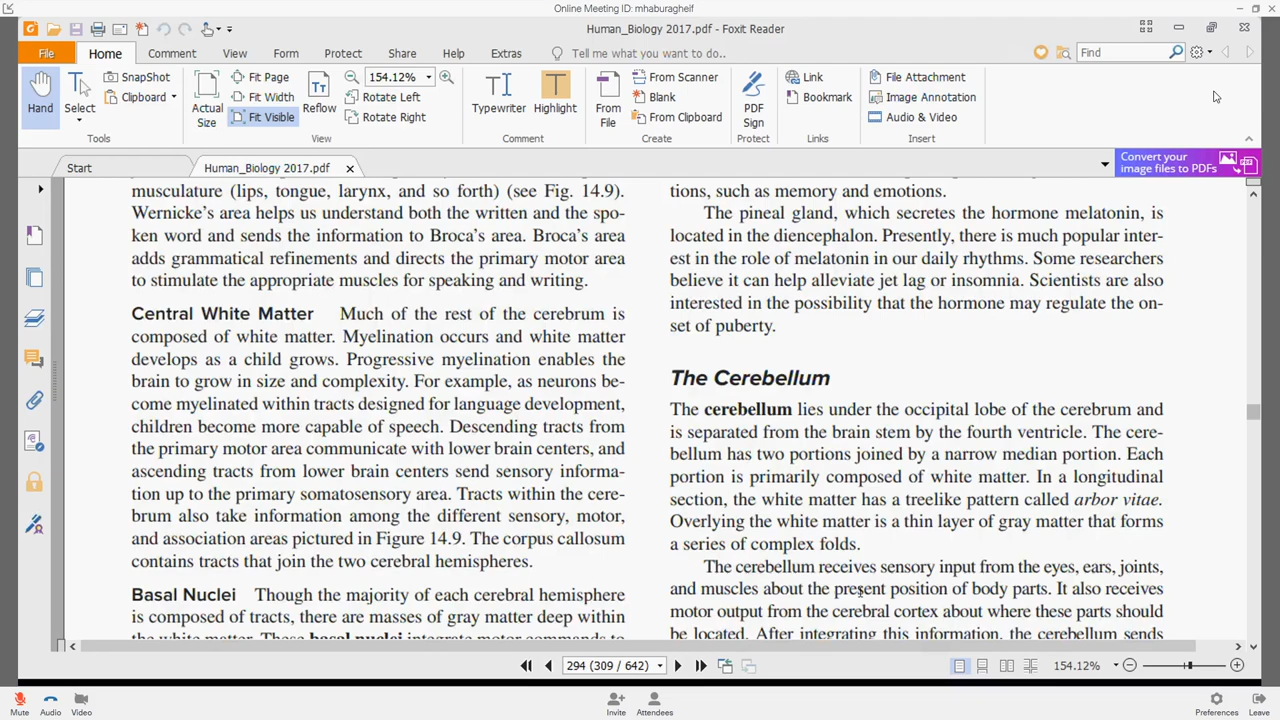 Online Meeting ID: mhaburagheif
Human_Biology 2017.pdf - Foxit Reader
File Home Comment View Form Protect Share Help Extras Tell me what you want to do.. Find
Hand
Select
SnapShot
Clipboard
Tools
Actual Size
Fit Page
Fit Width
Fit Visible
Reflow
154.12%
Rotate Left
Rotate Right
View
Typewriter
Highlight
Comment
From File
From Scanner
Blank
From Clipboard
Create
PDF Sign
Protect
Link
Bookmark
Links
File Attachment
Image Annotation
Audio & Video
Insert
Start
Human_Biology 2017.pdf
Convert your
image files to PDFs
musculature (lips, tongue, larynx, and so forth) (see Fig. 14.9).
Wernicke's area helps us understand both the written and the spo-
ken word and sends the information to Broca's area. Broca's area
adds grammatical refinements and directs the primary motor area
to stimulate the appropriate muscles for speaking and writing.
Central White Matter Much of the rest of the cerebrum is
composed of white matter. Myelination occurs and white matter
develops as a child grows. Progressive myelination enables the
brain to grow in size and complexity. For example, as neurons be-
come myelinated within tracts designed for language development,
children become more capable of speech. Descending tracts from
the primary motor area communicate with lower brain centers, and
ascending tracts from lower brain centers send sensory informa-
tion up to the primary somatosensory area. Tracts within the cere-
brum also take information among the different sensory, motor,
and association areas pictured in Figure 14.9. The corpus callosum
contains tracts that join the two cerebral hemispheres.
Basal Nuclei Though the majority of each cerebral hemisphere
is composed of tracts, there are masses of gray matter deep within
the white matter. These basal nuclei integrate motor commands to
tions, such as memory and emotions.
The pineal gland, which secretes the hormone melatonin, is
located in the diencephalon. Presently, there is much popular inter-
est in the role of melatonin in our daily rhythms. Some researchers
believe it can help alleviate jet lag or insomnia. Scientists are also
interested in the possibility that the hormone may regulate the on-
set of puberty.
The Cerebellum
The cerebellum lies under the occipital lobe of the cerebrum and
is separated from the brain stem by the fourth ventricle. The cere-
bellum has two portions joined by a narrow median portion. Each
portion is primarily composed of white matter. In a longitudinal
section, the white matter has a treelike pattern called arbor vitae.
Overlying the white matter is a thin layer of gray matter that forms
a series of complex folds.
The cerebellum receives sensory input from the eyes, ears, joints,
and muscles about the present position of body parts. It also receives
motor output from the cerebral cortex about where these parts should
be located. After integrating this information, the cerebellum sends
294 (309 / 642)
154.12%
Mute Audio Video Invite Attendees Preferences Leave